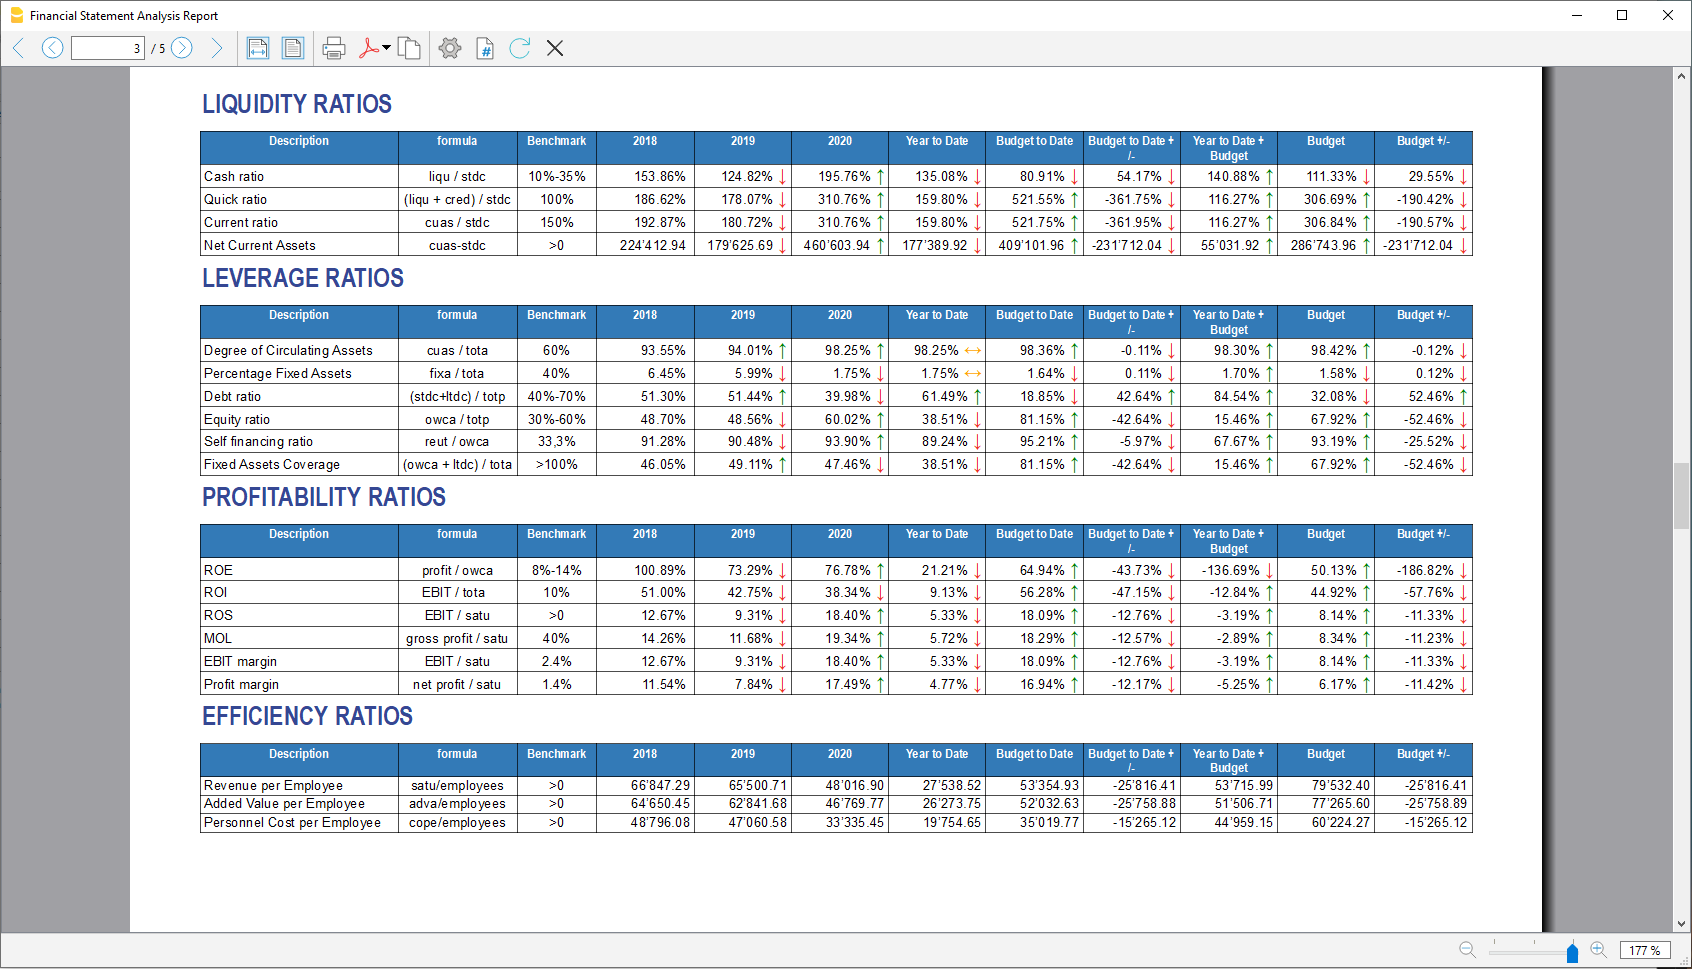 Financial Statement Analysis Report
3 / 5
LIQUIDITY RATIOS
Description formula Benchmark 2018 2019 2020 Year to Date Budget to Date Budget to Date + Year to Date + Budget Budget +/-
/- Budget
Cash ratio liqu / stdc 10%-35% 153.86% 124.82% ↓ 195.76% ↑ 135.08% ↓ 80.91% ↓ 54.17% ↓ 140.88% ↑ 111.33% ↓ 29.55% ↓
Quick ratio (liqu + cred) / stdc 100% 186.62% 178.07% ↓ 310.76% ↑ 159.80% ↓ 521.55% ↑ -361.75% ↓ 116.27% ↑ 306.69% ↑ -190.42% ↓
Current ratio cuas / stdc 150% 192.87% 180.72% ↓ 310.76% ↑ 159.80% ↓ 521.75% ↑ -361.95% ↓ 116.27% ↑ 306.84% ↑ -190.57% ↓
Net Current Assets cuas-stdc >0 224'412.94 179'625.69 ↓ 460'603.94 ↑ 177'389.92 ↓ 409'101.96 ↑ -231'712.04 ↓ 55'031.92 ↑ 286'743.96 ↑ -231'712.04 ↓
LEVERAGE RATIOS
Description formula Benchmark 2018 2019 2020 Year to Date Budget to Date Budget to Date + Year to Date + Budget Budget +/-
/- Budget
Degree of Circulating Assets cuas / tota 60% 93.55% 94.01% ↑ 98.25% ↑ 98.25% ↔ 98.36% ↑ -0.11% ↓ 98.30% ↑ 98.42% ↑ -0.12% ↓
Percentage Fixed Assets fixa / tota 40% 6.45% 5.99% ↓ 1.75% ↓ 1.75% ↔ 1.64% ↓ 0.11% ↓ 1.70% ↑ 1.58% ↓ 0.12% ↓
Debt ratio (stdc+ltdc) / totp 40%-70% 51.30% 51.44% ↑ 39.98% ↓ 61.49% ↑ 18.85% ↓ 42.64% ↑ 84.54% ↑ 32.08% ↓ 52.46% ↑
Equity ratio owca / totp 30%-60% 48.70% 48.56% ↓ 60.02% ↑ 38.51% ↓ 81.15% ↑ -42.64% ↓ 15.46% ↑ 67.92% ↑ -52.46% ↓
Self financing ratio reut / owca 33,3% 91.28% 90.48% ↓ 93.90% ↑ 89.24% ↓ 95.21% ↑ -5.97% ↓ 67.67% ↑ 93.19% ↑ -25.52% ↓
Fixed Assets Coverage (owca + ltdc) / tota >100% 46.05% 49.11% ↑ 47.46% ↓ 38.51% ↓ 81.15% ↑ -42.64% ↓ 15.46% ↑ 67.92% ↑ -52.46% ↓
PROFITABILITY RATIOS
Description formula Benchmark 2018 2019 2020 Year to Date Budget to Date Budget to Date + Year to Date + Budget Budget +/-
/- Budget
ROE profit / owca 8%-14% 100.89% 73.29% ↓ 76.78% ↑ 21.21% ↓ 64.94% ↑ -43.73% ↓ -136.69% ↓ 50.13% ↑ -186.82% ↓
ROI EBIT / tota 10% 51.00% 42.75% ↓ 38.34% ↓ 9.13% ↓ 56.28% ↑ -47.15% ↓ -12.84% ↑ 44.92% ↑ -57.76% ↓
ROS EBIT / satu >0 12.67% 9.31% ↓ 18.40% ↑ 5.33% ↓ 18.09% ↑ -12.76% ↓ -3.19% ↑ 8.14% ↑ -11.33% ↓
MOL gross profit / satu 40% 14.26% 11.68% ↓ 19.34% ↑ 5.72% ↓ 18.29% ↑ -12.57% ↓ -2.89% ↑ 8.34% ↑ -11.23% ↓
EBIT margin EBIT / satu 2.4% 12.67% 9.31% ↓ 18.40% ↑ 5.33% ↓ 18.09% ↑ -12.76% ↓ -3.19% ↑ 8.14% ↑ -11.33% ↓
Profit margin net profit / satu 1.4% 11.54% 7.84% ↓ 17.49% ↑ 4.77% ↓ 16.94% ↑ -12.17% ↓ -5.25% ↑ 6.17% ↑ -11.42% ↓
EFFICIENCY RATIOS
Description formula Benchmark 2018 2019 2020 Year to Date Budget to Date Budget to Date + Year to Date + Budget Budget +/-
/- Budget
Revenue per Employee satu/employees >0 66'847.29 65'500.71 48'016.90 27'538.52 53'354.93 -25'816.41 53'715.99 79'532.40 -25'816.41
Added Value per Employee adva/employees >0 64'650.45 62'841.68 46'769.77 26'273.75 52'032.63 -25'758.88 51'506.71 77'265.60 -25'758.89
Personnel Cost per Employee cope/employees >0 48'796.08 47'060.58 33'335.45 19'754.65 35'019.77 -15'265.12 44'959.15 60'224.27 -15'265.12
177 %